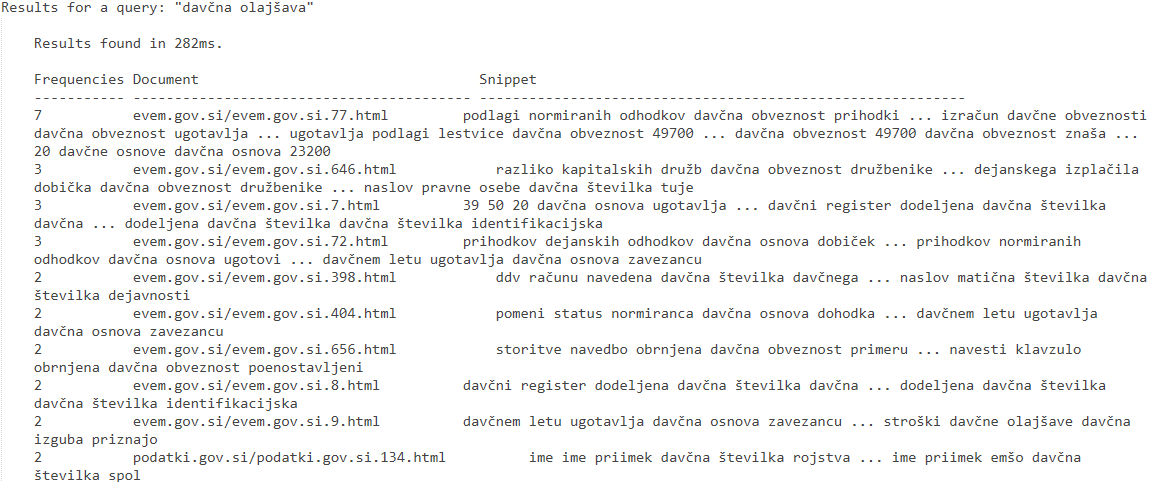 Results for a query: "davčna olajšava"
Results found in 282ms.
Frequencies Document Snippet
----------- ----------------------------------------- -----------------------------------------------------------
7 evem.gov.si/evem.gov.si.77.html podlagi normiranih odhodkov davčna obveznost prihodki ... izračun davčne obveznosti
davčna obveznost ugotavlja ... ugotavlja podlagi lestvice davčna obveznost 49700 ... davčna obveznost 49700 davčna obveznost znaša ...
20 davčne osnove davčna osnova 23200
3 evem.gov.si/evem.gov.si.646.html razliko kapitalskih družb davčna obveznost družbenike ... dejanskega izplačila
dobička davčna obveznost družbenike ... naslov pravne osebe davčna številka tuje
3 evem.gov.si/evem.gov.si.7.html 39 50 20 davčna osnova ugotavlja ... davčni register dodeljena davčna številka
davčna ... dodeljena davčna številka davčna številka identifikacijska
3 evem.gov.si/evem.gov.si.72.html prihodkov dejanskih odhodkov davčna osnova dobiček ... prihodkov normiranih
odhodkov davčna osnova ugotovi ... davčnem letu ugotavlja davčna osnova zavezancu
2 evem.gov.si/evem.gov.si.398.html ddv računu navedena davčna številka davčnega ... naslov matična številka davčna
številka dejavnosti
2 evem.gov.si/evem.gov.si.404.html pomeni status normiranca davčna osnova dohodka ... davčnem letu ugotavlja
davčna osnova zavezancu
2 evem.gov.si/evem.gov.si.656.html storitve navedbo obrnjena davčna obveznost primeru ... navesti klavzulo
obrnjena davčna obveznost poenostavljeni
2 evem.gov.si/evem.gov.si.8.html davčni register dodeljena davčna številka davčna ... dodeljena davčna številka
davčna številka identifikacijska
2 evem.gov.si/evem.gov.si.9.html davčnem letu ugotavlja davčna osnova zavezancu ... stroški davčne olajšave davčna
izguba priznajo
2 podatki.gov.si/podatki.gov.si.134.html ime ime priimek davčna številka rojstva ... ime priimek emšo davčna
številka spol